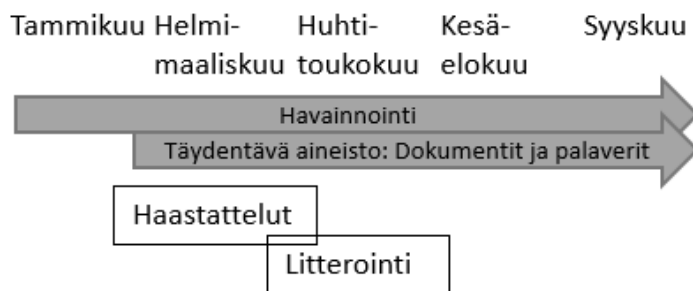 Tammikuu Helmi- Huhti- Kesä- Syyskuu
maaliskuu toukokuu elokuu
Havainnointi
Täydentävä aineisto: Dokumentit ja palaverit
Haastattelut
Litterointi